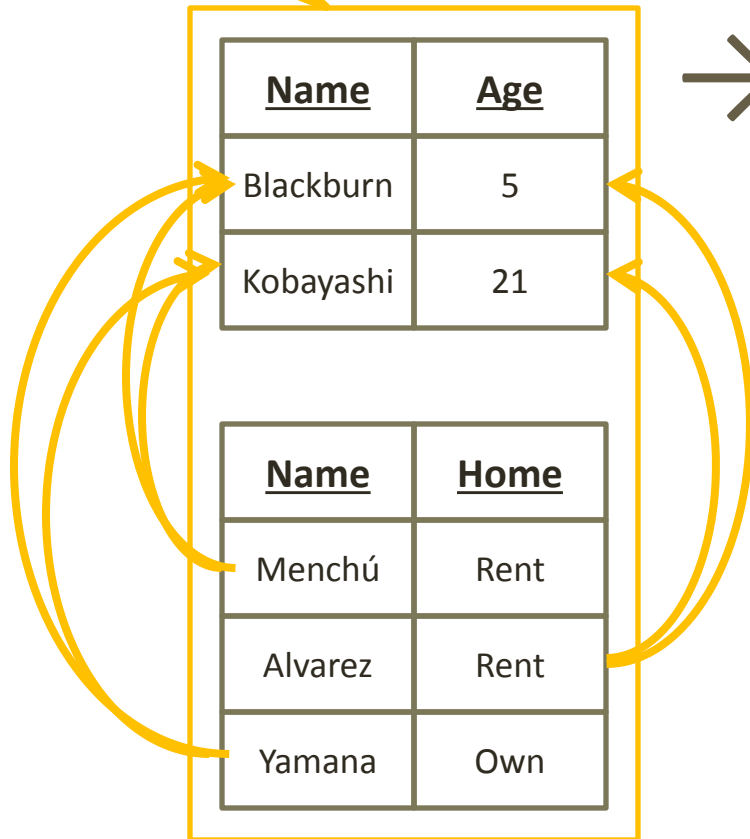 Name Age
Blackburn 5
Kobayashi 21
Name Home
Menchú Rent
Alvarez Rent
Yamana Own